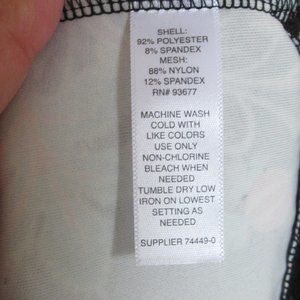 SHELL:
92% POLYESTER
8% SPANDEX
MESH:
88% NYLON
12% SPANDEX
RN# 93677
MACHINE WASH
COLD WITH
LIKE COLORS
USE ONLY
NON-CHLORINE
BLEACH WHEN
NEEDED
TUMBLE DRY LOW
IRON ON LOWEST
SETTING AS
NEEDED
SUPPLIER 74449-0